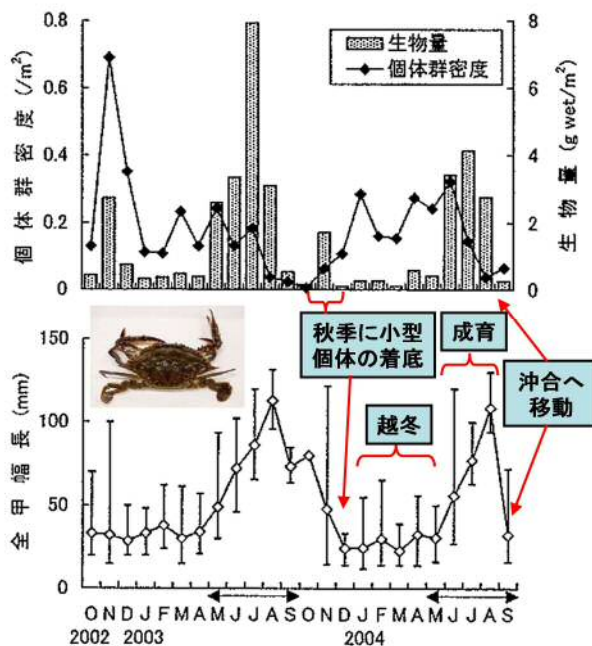 生物量
個体群密度
個体群密度 (/m²)
0.8
0.6
0.4
0.2
0
生物量 (g wet/m²)
8
6
4
2
0
秋季に小型
個体の着底
成育
越冬
沖合へ
移動
全甲幅長 (mm)
150
100
50
0
O N D J F M A M J J A S O N D J F M A M J J A S
2002 2003 2004